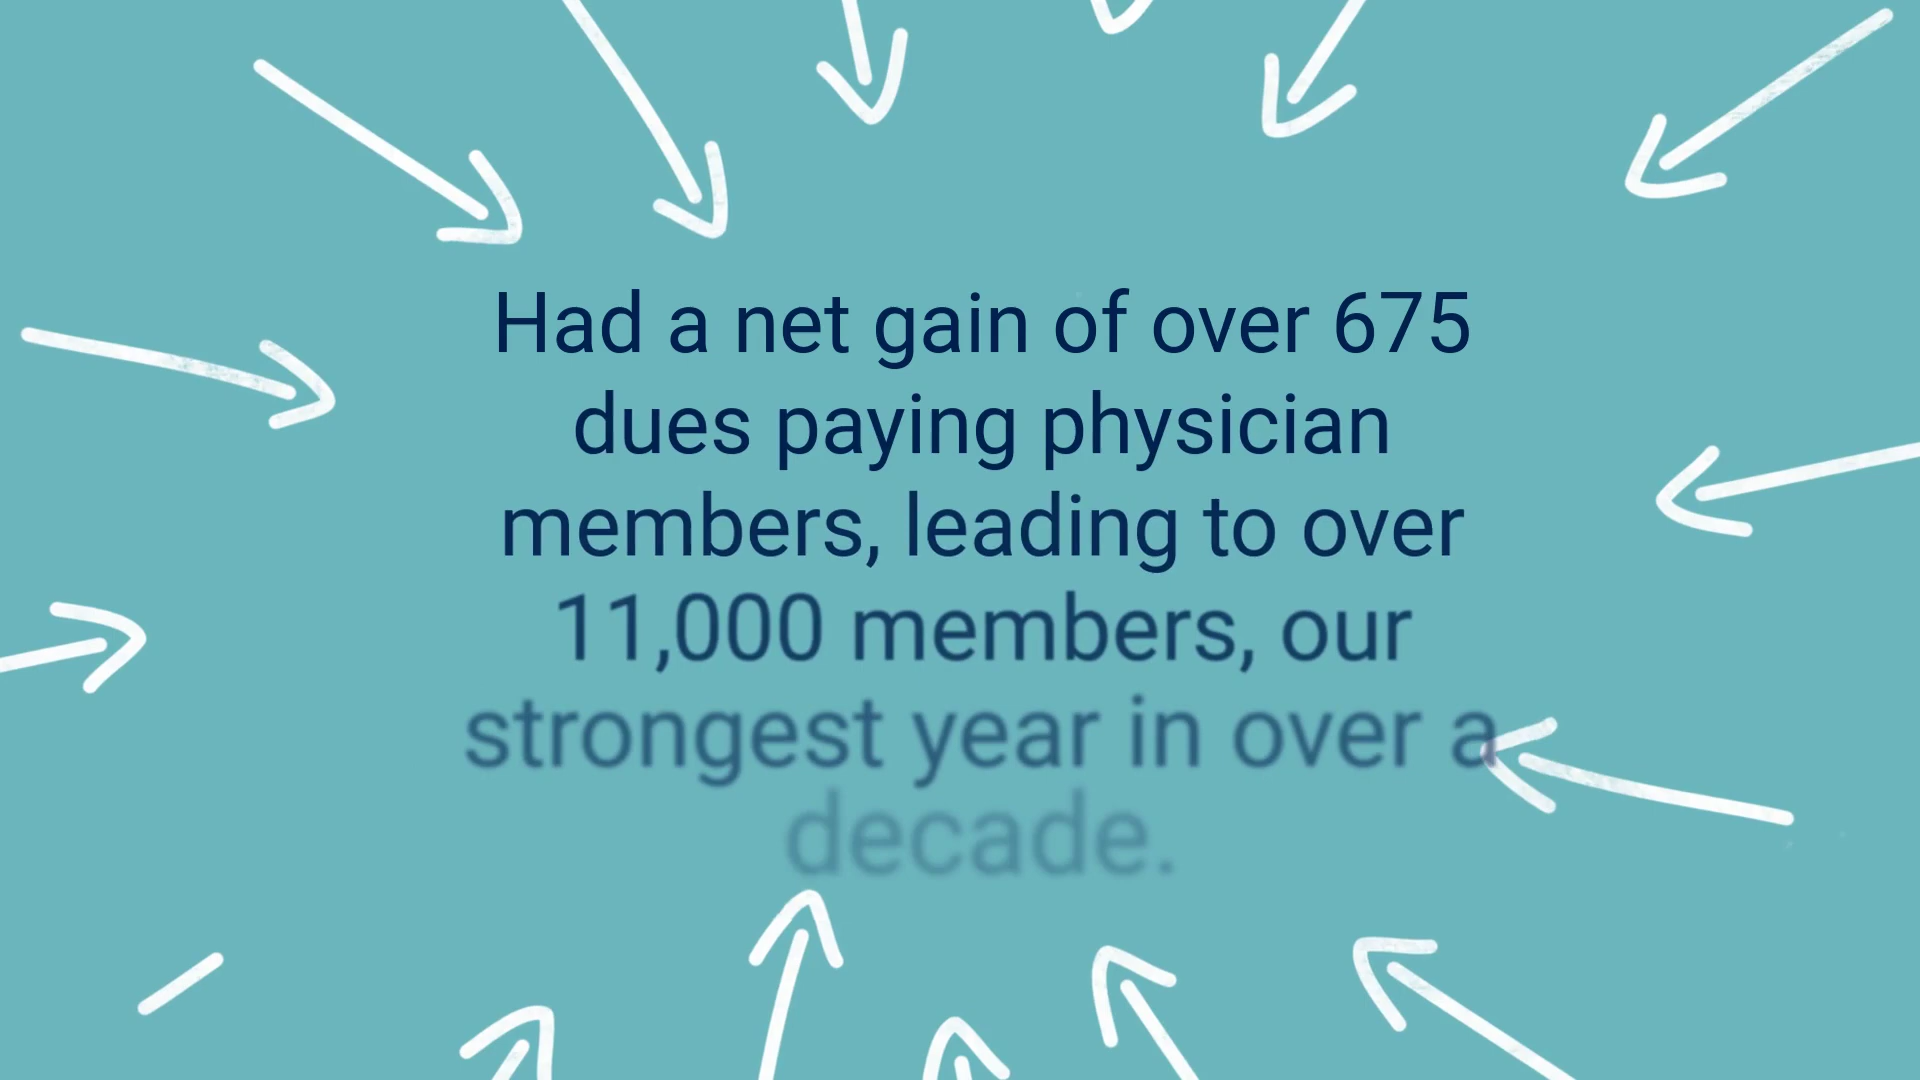 Had a net gain of over 675
dues paying physician
members, leading to over
11,000 members, our
strongest year in over a
decade.